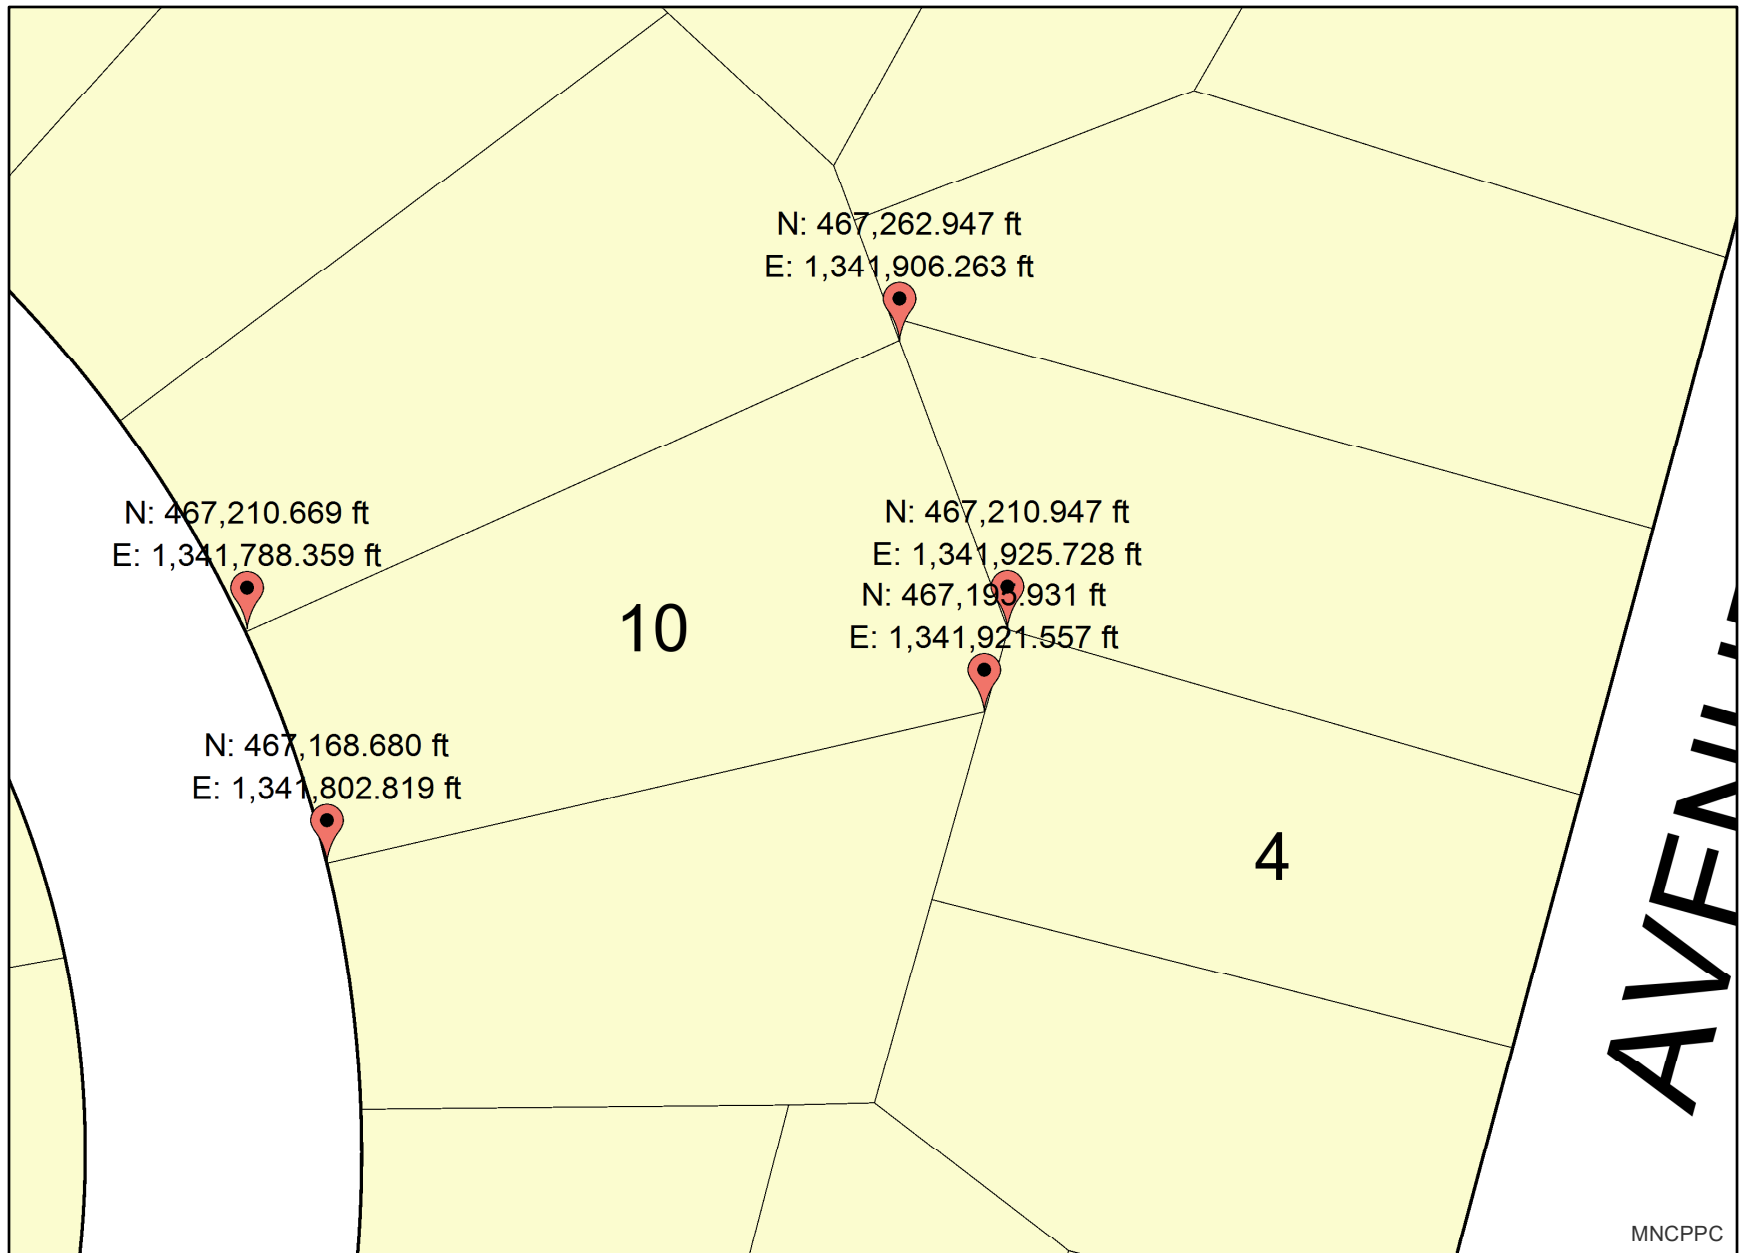 N: 467,262.947 ft
E: 1,341,906.263 ft
N: 467,210.669 ft
E: 1,341,788.359 ft
N: 467,210.947 ft
E: 1,341,925.728 ft
N: 467,195.931 ft
E: 1,341,921.557 ft
10
N: 467,168.680 ft
E: 1,341,802.819 ft
4
AVENUE
MNCPPC